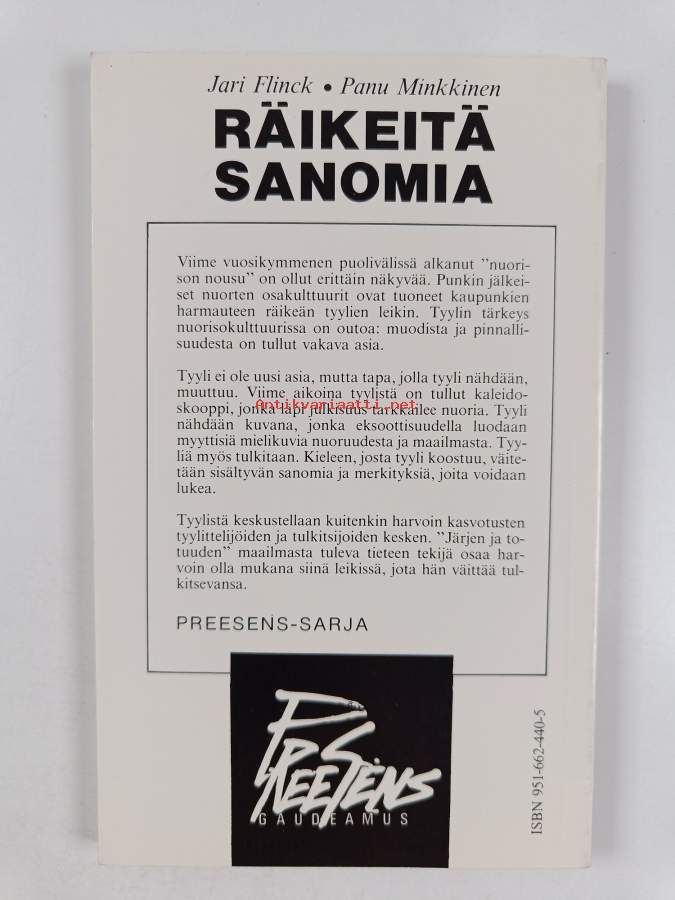 Jari Flinck • Panu Minkkinen
RÄIKEITÄ
SANOMIA
Viime vuosikymmenen puolivälissä alkanut ”nuori-
son nousu” on ollut erittäin näkyvää. Punkin jälkei-
set nuorten osakulttuurit ovat tuoneet kaupunkien
harmauteen räikeän tyylien leikin. Tyylin tärkeys
nuorisokulttuurissa on outoa: muodista ja pinnalli-
suudesta on tullut vakava asia.
Tyyli ei ole uusi asia, mutta tapa, jolla tyyli nähdään,
muuttuu. Viime aikoina tyylistä on tullut kaleido-
skooppi, jonka läpi julkisuus tarkkailee nuoria. Tyyli
Antikvariaatti.net
nähdään kuvana, jonka eksoottisuudella luodaan
myyttisiä mielikuvia nuoruudesta ja maailmasta. Tyy-
liä myös tulkitaan. Kieleen, josta tyyli koostuu, väite-
tään sisältyvän sanomia ja merkityksiä, joita voidaan
lukea.
Tyylistä keskustellaan kuitenkin harvoin kasvotusten
tyylittelijöiden ja tulkitsijoiden kesken. ”Järjen ja to-
tuuden” maailmasta tuleva tieteen tekijä osaa har-
voin olla mukana siinä leikissä, jota hän väittää tul-
kitsevansa.
PREESENS-SARJA
PREESENS
GAUDEAMUS
ISBN 951-662-440-5